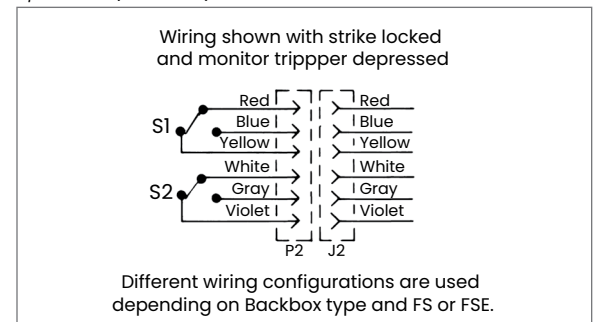 Wiring shown with strike locked
and monitor trippper depressed
Red Red
Blue Blue
S1
Yellow Yellow
White White
S2 Gray Gray
Violet Violet
P2 J2
Different wiring configurations are used
depending on Backbox type and FS or FSE.